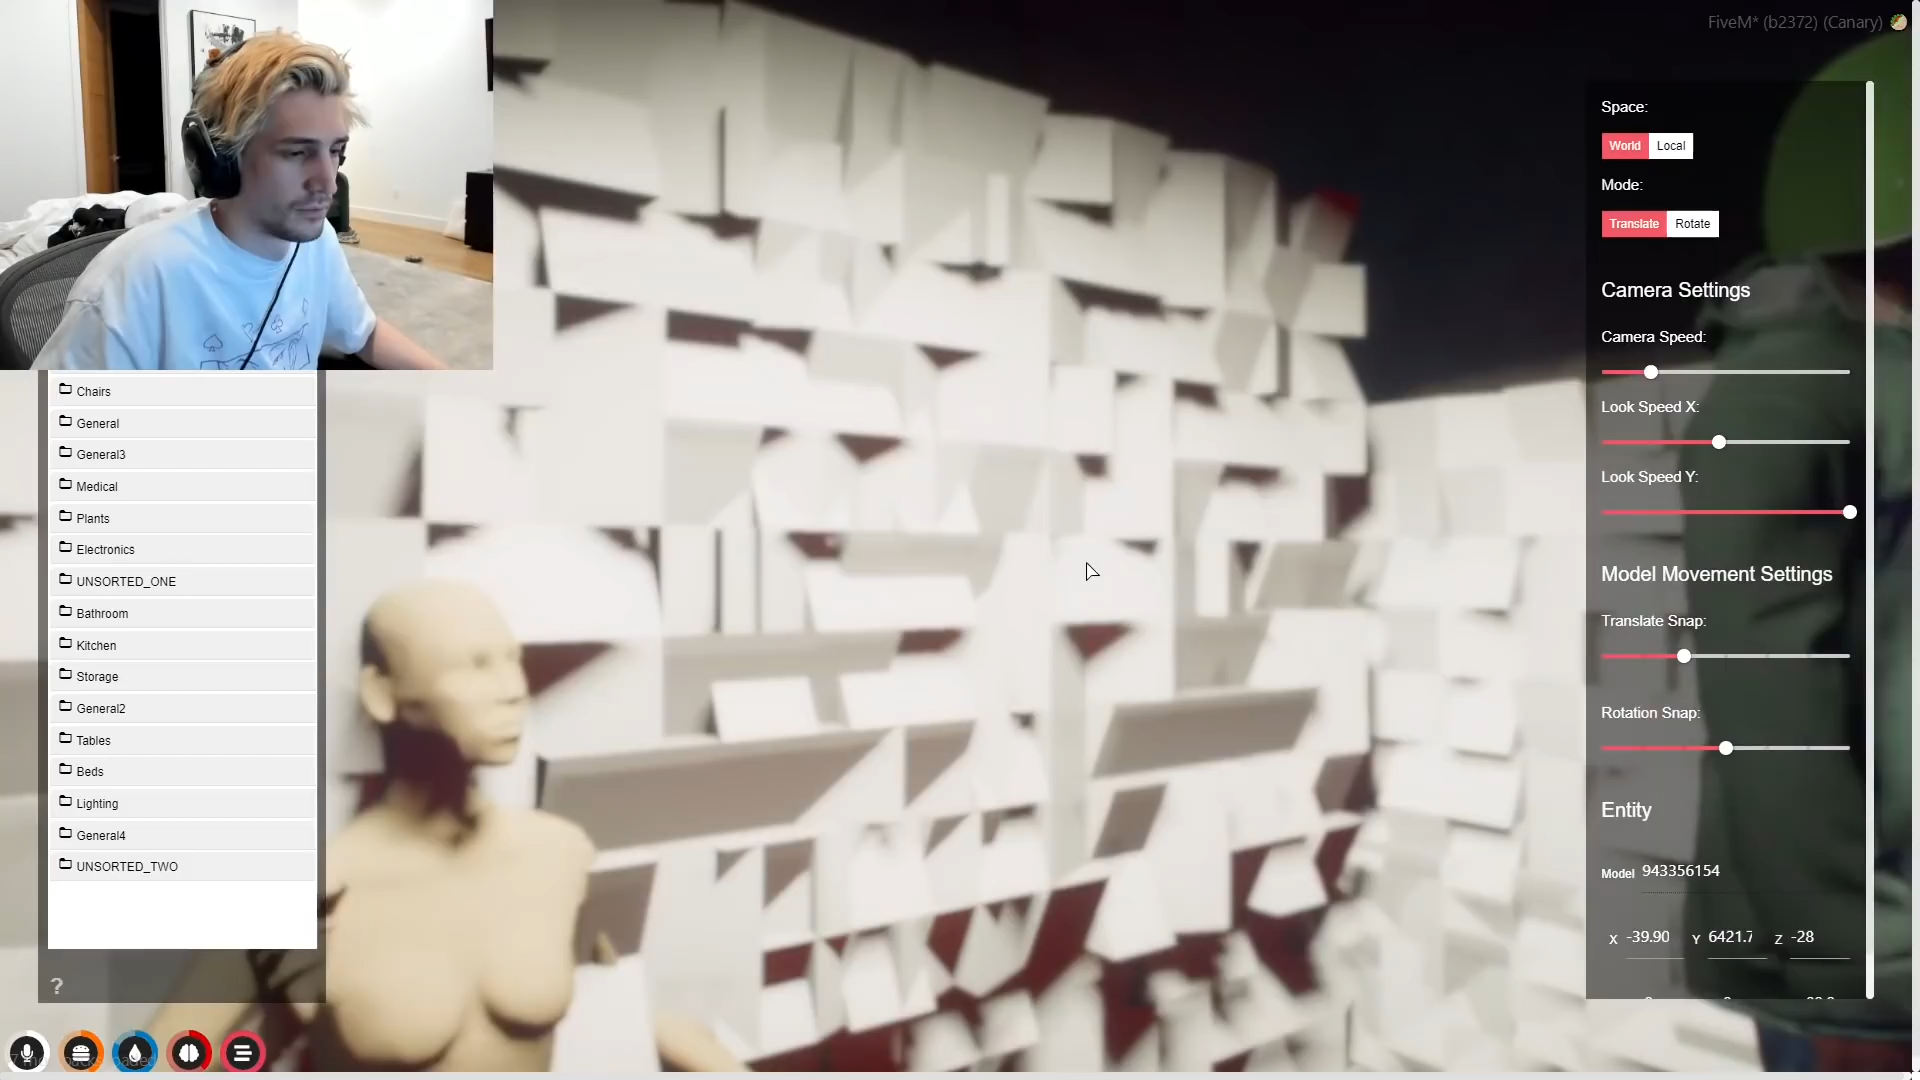 FiveM* (b2372) (Canary)
Space:
World Local
Mode:
Translate Rotate
Camera Settings
Camera Speed:
Look Speed X:
Look Speed Y:
Model Movement Settings
Translate Snap:
Rotation Snap:
Entity
Model 943356154
X -39.90 Y 6421.7 Z -28
Chairs
General
General3
Medical
Plants
Electronics
UNSORTED_ONE
Bathroom
Kitchen
Storage
General2
Tables
Beds
Lighting
General4
UNSORTED_TWO
?